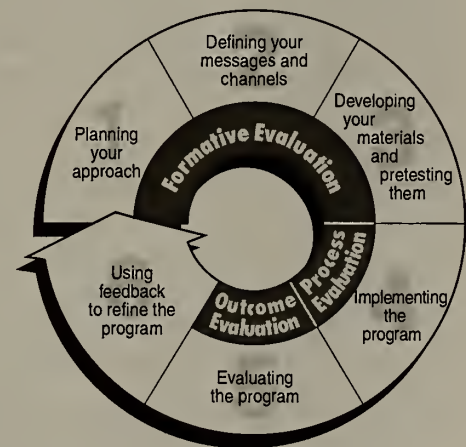 Planning
your
approach
Defining your
messages and
channels
Developing
your
materials
and
pretesting
them
Implementing
the
program
Evaluating
the program
Using
feedback
to refine the
program
Formative Evaluation
Process
Evaluation
Outcome
Evaluation